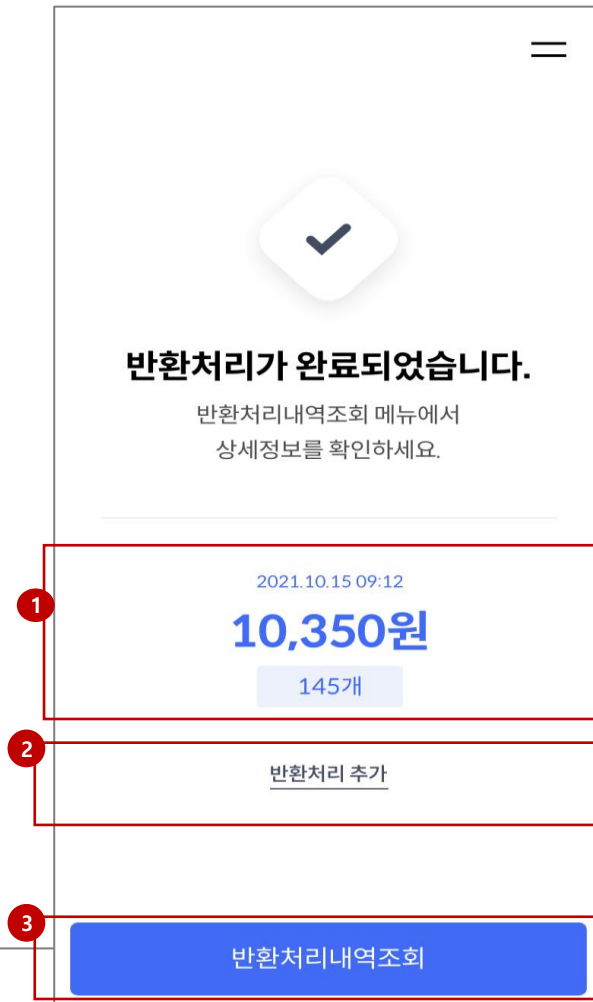 반환처리가 완료되었습니다.
반환처리내역조회 메뉴에서
상세정보를 확인하세요.
1
2021.10.15 09:12
10,350원
145개
2
반환처리 추가
3
반환처리내역조회